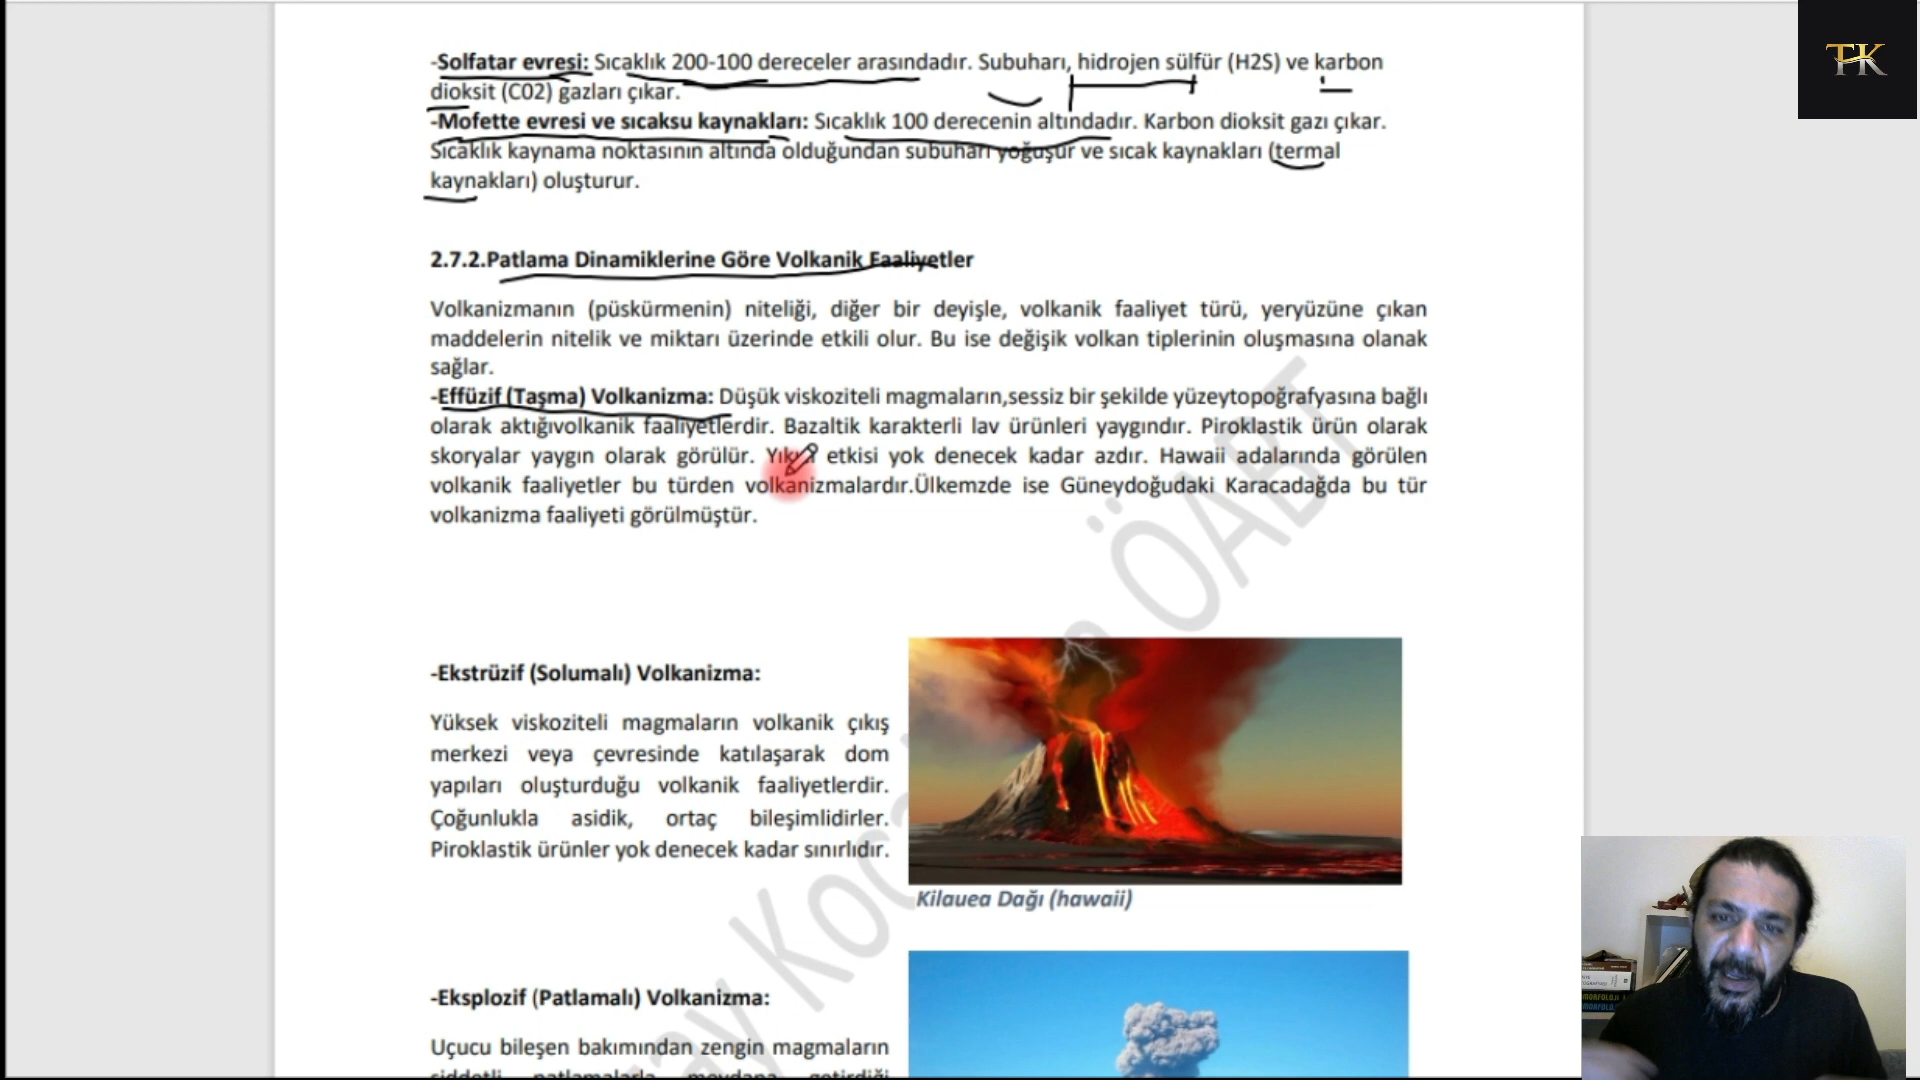 -Solfatar evresi: Sıcaklık 200-100 dereceler arasındadır. Subuharı, hidrojen sülfür (H2S) ve karbon
dioksit (C02) gazları çıkar.
-Mofette evresi ve sıcaksu kaynakları: Sıcaklık 100 derecenin altındadır. Karbon dioksit gazı çıkar.
Sıcaklık kaynama noktasının altında olduğundan subuharı yoğuşur ve sıcak kaynakları (termal
kaynakları) oluşturur.
2.7.2.Patlama Dinamiklerine Göre Volkanik Faaliyetler
Volkanizmanın (püskürmenin) niteliği, diğer bir deyişle, volkanik faaliyet türü, yeryüzüne çıkan
maddelerin nitelik ve miktarı üzerinde etkili olur. Bu ise değişik volkan tiplerinin oluşmasına olanak
sağlar.
-Effüzif (Taşma) Volkanizma: Düşük viskoziteli magmaların,sessiz bir şekilde yüzeytopoğrafyasına bağlı
olarak aktığıvolkanik faaliyetlerdir. Bazaltik karakterli lav ürünleri yaygındır. Piroklastik ürün olarak
skoryalar yaygın olarak görülür. etkisi yok denecek kadar azdır. Hawaii adalarında görülen
volkanik faaliyetler bu türden volkanizmalardır.Ülkemzde ise Güneydoğudaki Karacadağda bu tür
volkanizma faaliyeti görülmüştür.
-Ekstrüzif (Solumalı) Volkanizma:
Yüksek viskoziteli magmaların volkanik çıkış
merkezi veya çevresinde katılaşarak dom
yapıları oluşturduğu volkanik faaliyetlerdir.
Çoğunlukla asidik, ortaç bileşimlidirler.
Piroklastik ürünler yok denecek kadar sınırlıdır.
Kilauea Dağı (hawaii)
-Eksplozif (Patlamalı) Volkanizma:
Uçucu bileşen bakımından zengin magmaların
ÖABT
TK